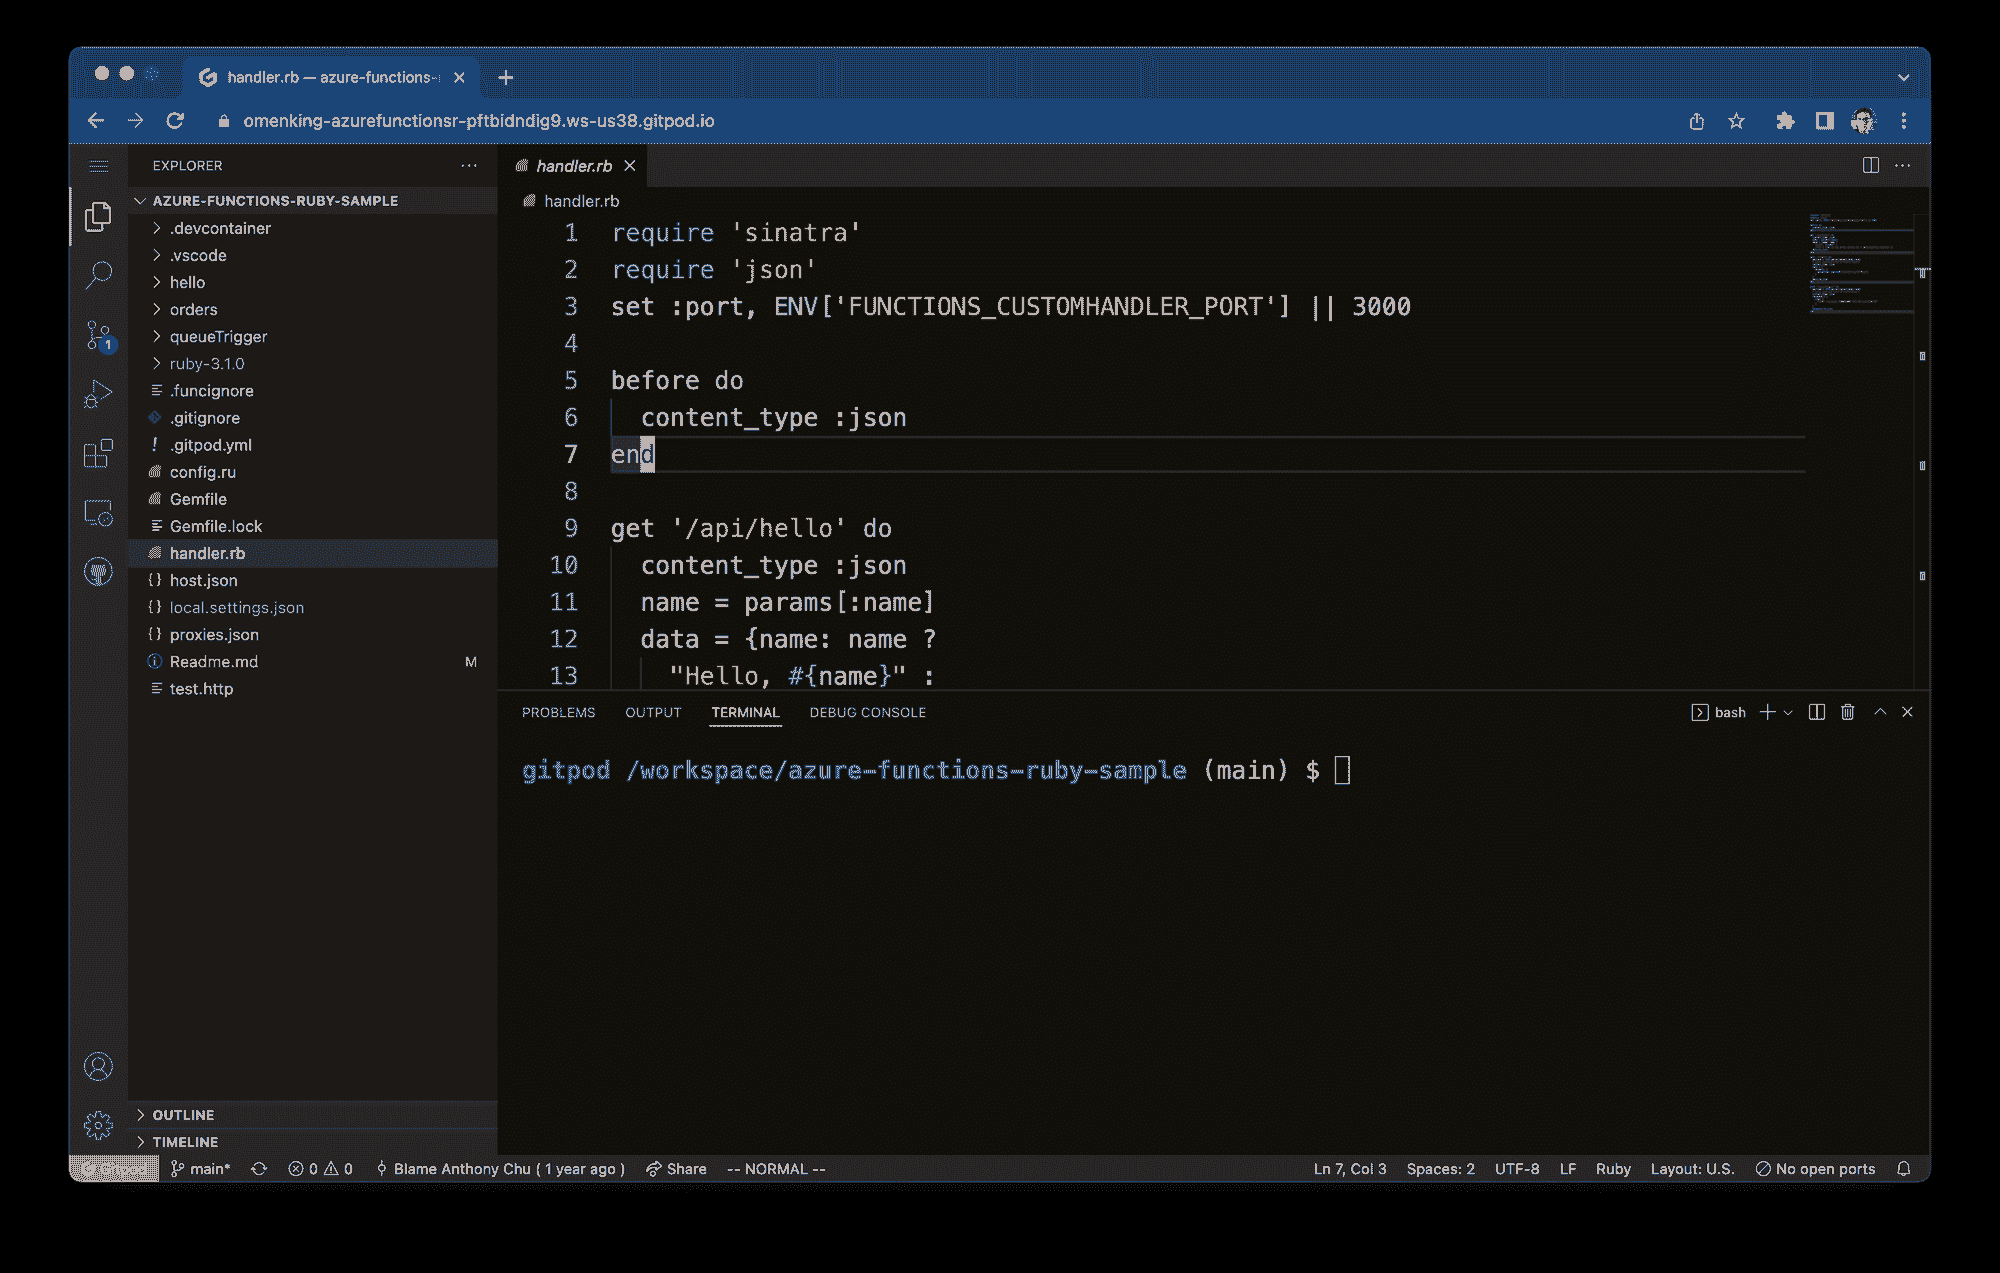 handler.rb — azure-functions-
omenking-azurefunctionsr-pftbidndig9.ws-us38.gitpod.io
EXPLORER
AZURE-FUNCTIONS-RUBY-SAMPLE
.devcontainer
.vscode
hello
orders
queueTrigger
ruby-3.1.0
.funcignore
.gitignore
.gitpod.yml
config.ru
Gemfile
Gemfile.lock
handler.rb
host.json
local.settings.json
proxies.json
Readme.md M
test.http
OUTLINE
TIMELINE
handler.rb
handler.rb
1 require 'sinatra'
2 require 'json'
3 set :port, ENV['FUNCTIONS_CUSTOMHANDLER_PORT'] || 3000
4
5 before do
6 content_type :json
7 end
8
9 get '/api/hello' do
10 content_type :json
11 name = params[:name]
12 data = {name: name ?
13 "Hello, #{name}" :
PROBLEMS OUTPUT TERMINAL DEBUG CONSOLE bash
gitpod /workspace/azure-functions-ruby-sample (main) $
main* 0 0 Blame Anthony Chu ( 1 year ago ) Share -- NORMAL -- Ln 7, Col 3 Spaces: 2 UTF-8 LF Ruby Layout: U.S. No open ports
1